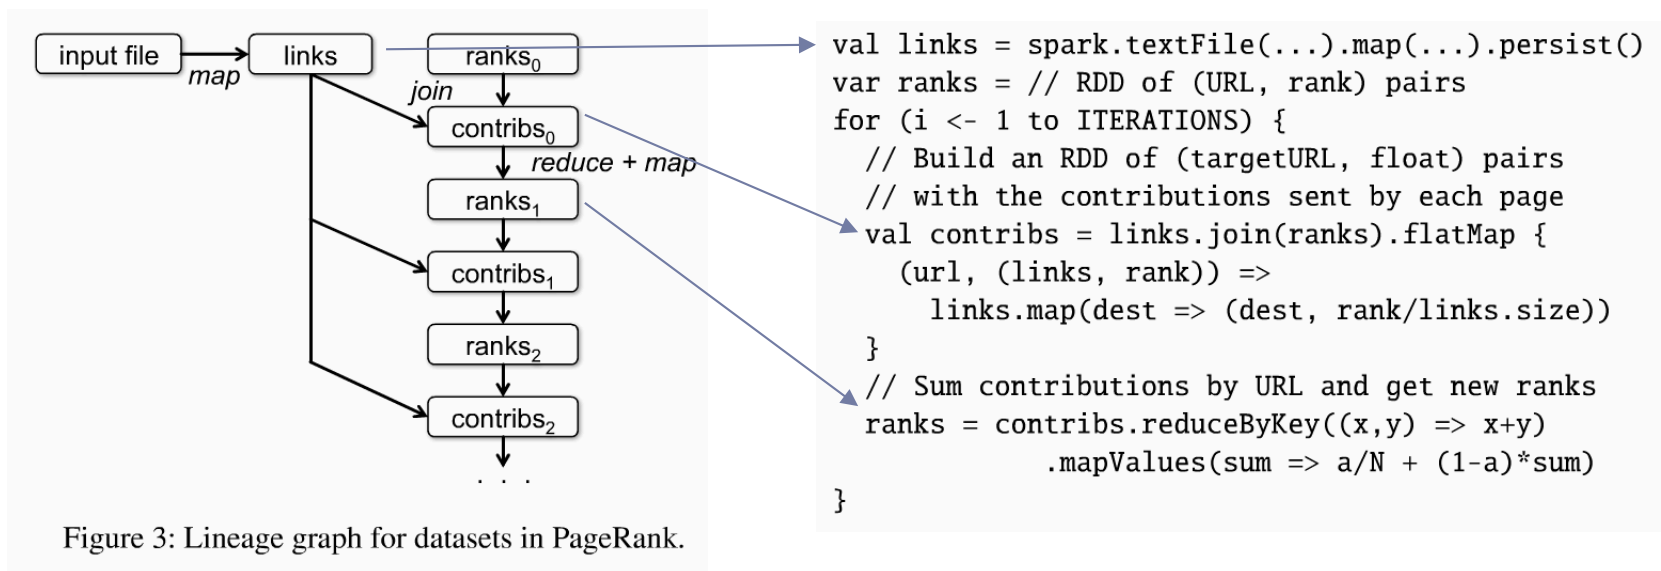 input file
map
links
ranks0
join
contribs0
reduce + map
ranks1
contribs1
ranks2
contribs2
. . .
Figure 3: Lineage graph for datasets in PageRank.
val links = spark.textFile(...).map(...).persist()
var ranks = // RDD of (URL, rank) pairs
for (i <- 1 to ITERATIONS) {
  // Build an RDD of (targetURL, float) pairs
  // with the contributions sent by each page
  val contribs = links.join(ranks).flatMap {
    (url, (links, rank)) =>
      links.map(dest => (dest, rank/links.size))
  }
  // Sum contributions by URL and get new ranks
  ranks = contribs.reduceByKey((x,y) => x+y)
             .mapValues(sum => a/N + (1-a)*sum)
}